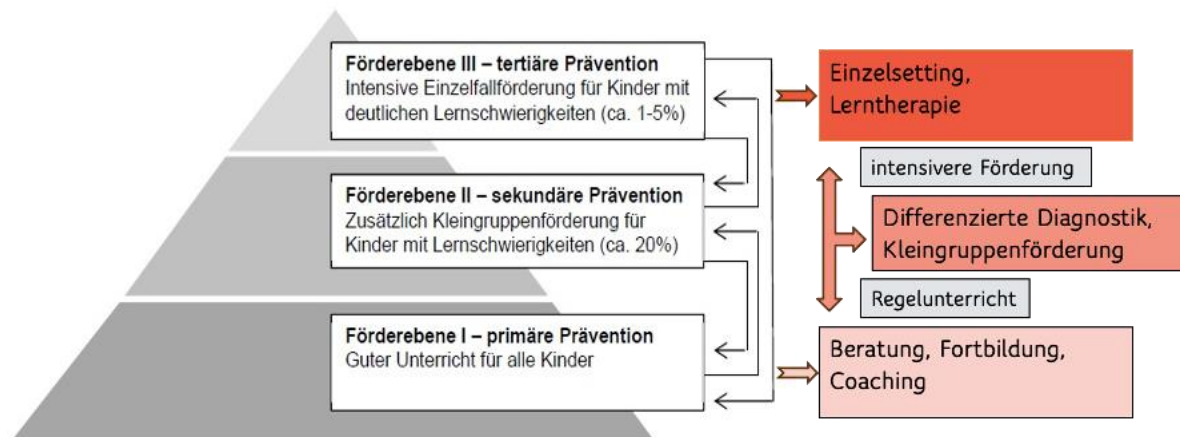 Förderebene III – tertiäre Prävention
Intensive Einzelfallförderung für Kinder mit
deutlichen Lernschwierigkeiten (ca. 1-5%)
Einzelsetting,
Lerntherapie
intensivere Förderung
Förderebene II – sekundäre Prävention
Zusätzlich Kleingruppenförderung für
Kinder mit Lernschwierigkeiten (ca. 20%)
Differenzierte Diagnostik,
Kleingruppenförderung
Regelunterricht
Förderebene I – primäre Prävention
Guter Unterricht für alle Kinder
Beratung, Fortbildung,
Coaching